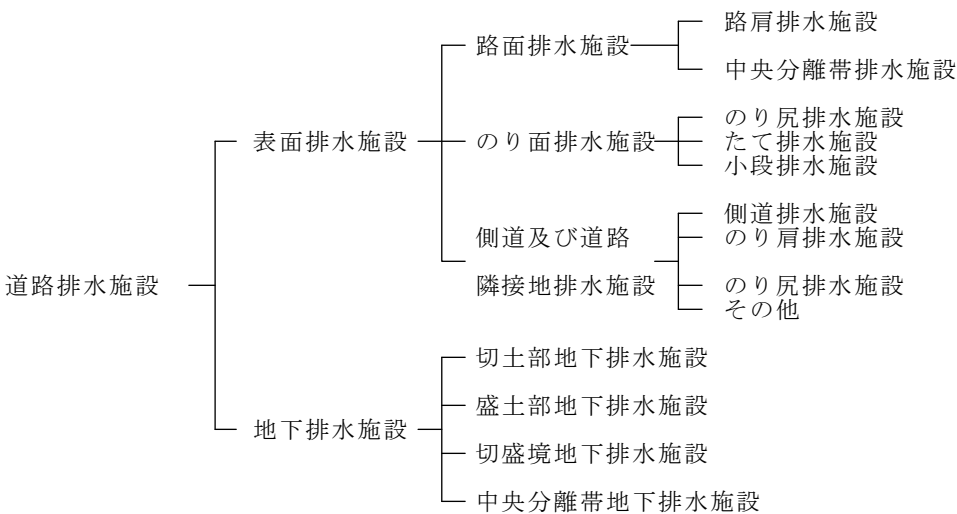 道路排水施設
表面排水施設
路面排水施設
路肩排水施設
中央分離帯排水施設
のり面排水施設
のり尻排水施設
たて排水施設
小段排水施設
側道及び道路
隣接地排水施設
側道排水施設
のり肩排水施設
のり尻排水施設
その他
地下排水施設
切土部地下排水施設
盛土部地下排水施設
切盛境地下排水施設
中央分離帯地下排水施設